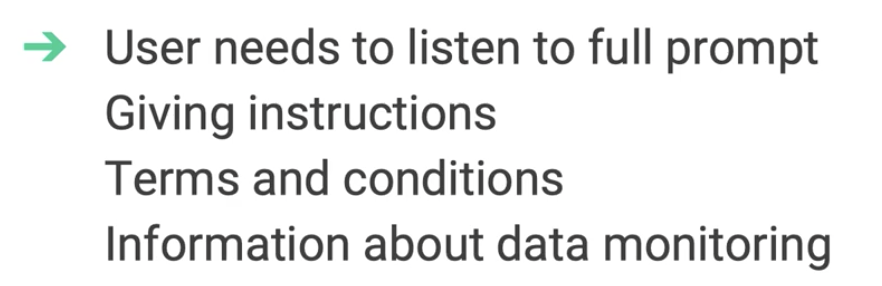 User needs to listen to full prompt
Giving instructions
Terms and conditions
Information about data monitoring